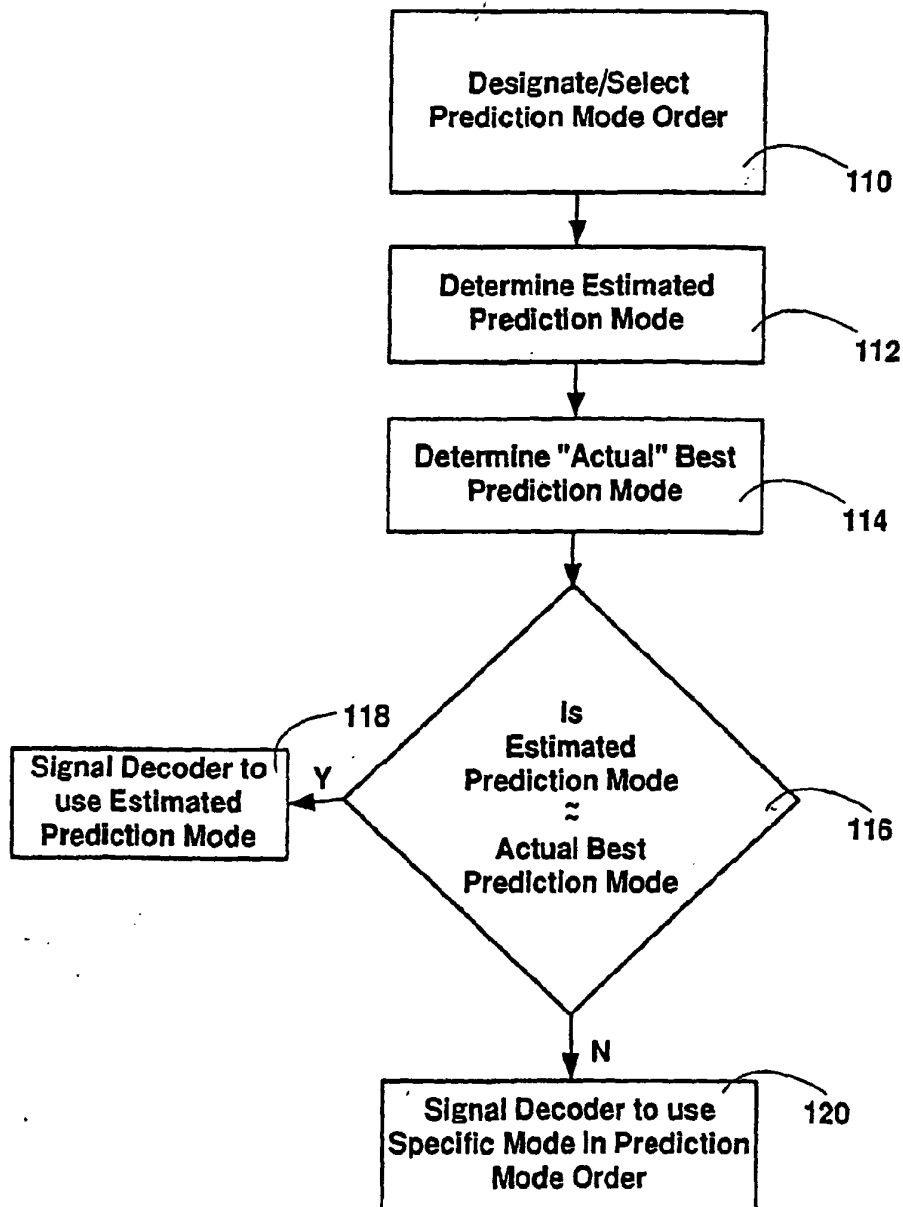 Designate/Select
Prediction Mode Order
110
Determine Estimated
Prediction Mode
112
Determine "Actual" Best
Prediction Mode
114
Is
Estimated
Prediction Mode
≈
Actual Best
Prediction Mode
116
118
Y
Signal Decoder to
use Estimated
Prediction Mode
N
Signal Decoder to use
Specific Mode in Prediction
Mode Order
120